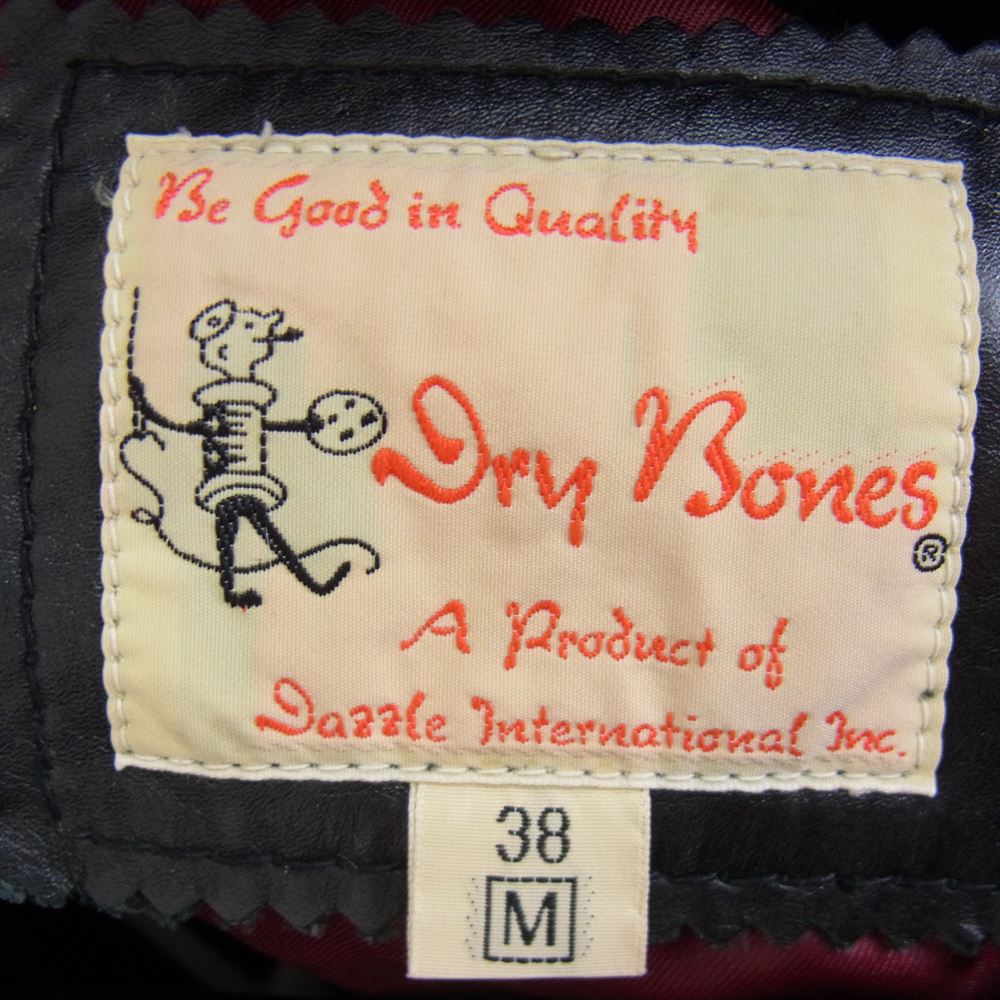 Be Good in Quality
Dry Bones
®
A Product of
Dazzle International Inc.
38
M